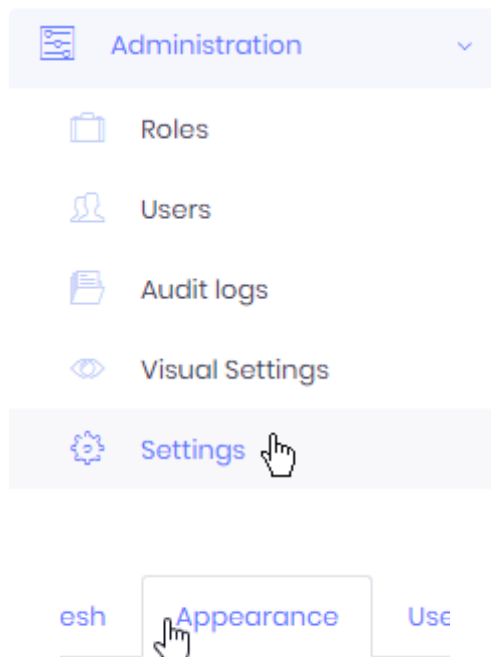 Administration
Roles
Users
Audit logs
Visual Settings
Settings
esh Appearance Use